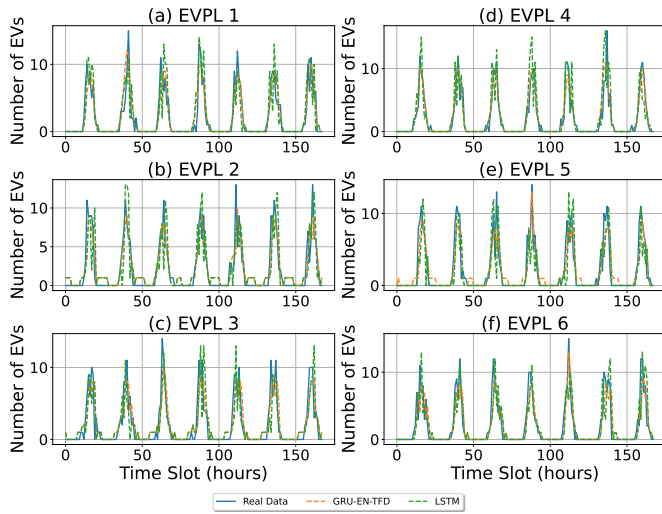 (a) EVPL 1
Number of EVs
10
0
0 50 100 150
(d) EVPL 4
Number of EVs
10
0
0 50 100 150
(b) EVPL 2
Number of EVs
10
5
0
0 50 100 150
(e) EVPL 5
Number of EVs
10
0
0 50 100 150
(c) EVPL 3
Number of EVs
10
0
0 50 100 150
Time Slot (hours)
(f) EVPL 6
Number of EVs
10
0
0 50 100 150
Time Slot (hours)
Real Data GRU-EN-TFD LSTM